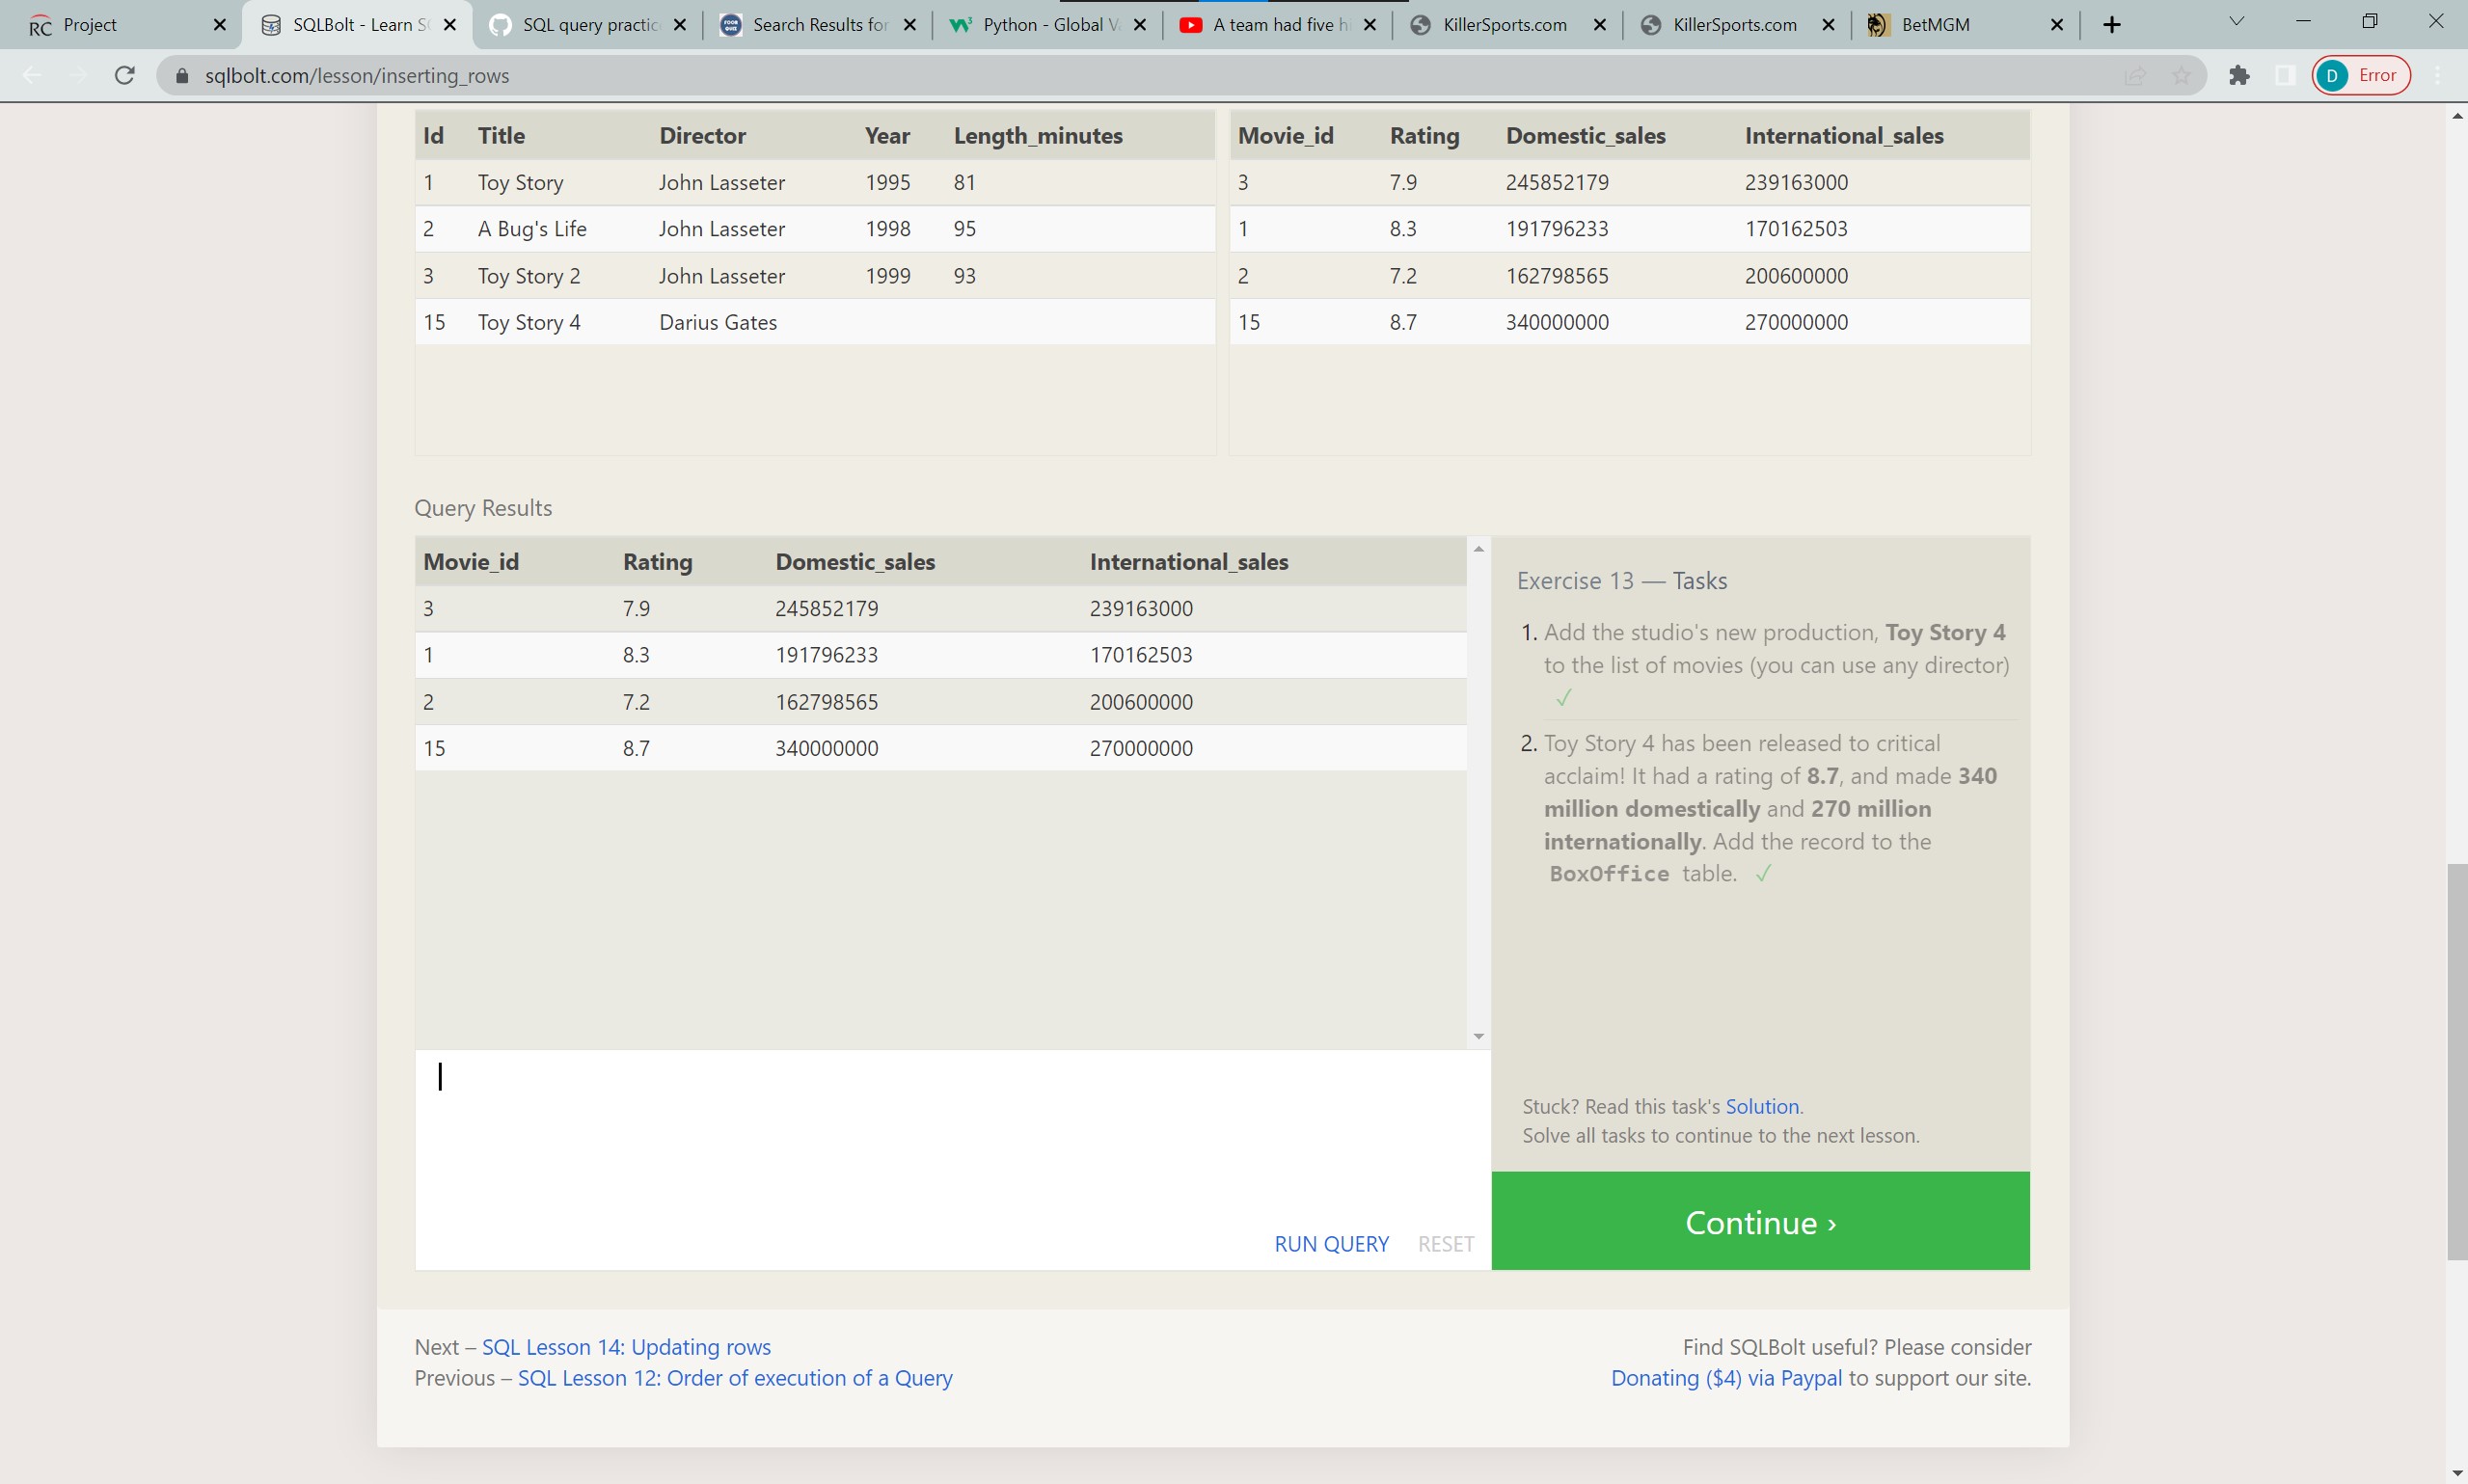 Project
SQLBolt - Learn S
SQL query practic
Search Results for
Python - Global V
A team had five hi
KillerSports.com
KillerSports.com
BetMGM
sqlbolt.com/lesson/inserting_rows
D Error
Id Title Director Year Length_minutes
1 Toy Story John Lasseter 1995 81
2 A Bug's Life John Lasseter 1998 95
3 Toy Story 2 John Lasseter 1999 93
15 Toy Story 4 Darius Gates
Movie_id Rating Domestic_sales International_sales
3 7.9 245852179 239163000
1 8.3 191796233 170162503
2 7.2 162798565 200600000
15 8.7 340000000 270000000
Query Results
Movie_id Rating Domestic_sales International_sales
3 7.9 245852179 239163000
1 8.3 191796233 170162503
2 7.2 162798565 200600000
15 8.7 340000000 270000000
RUN QUERY RESET
Exercise 13 — Tasks
1. Add the studio's new production, Toy Story 4
to the list of movies (you can use any director)
✓
2. Toy Story 4 has been released to critical
acclaim! It had a rating of 8.7, and made 340
million domestically and 270 million
internationally. Add the record to the
BoxOffice table. ✓
Stuck? Read this task's Solution.
Solve all tasks to continue to the next lesson.
Continue ›
Next – SQL Lesson 14: Updating rows
Previous – SQL Lesson 12: Order of execution of a Query
Find SQLBolt useful? Please consider
Donating ($4) via Paypal to support our site.